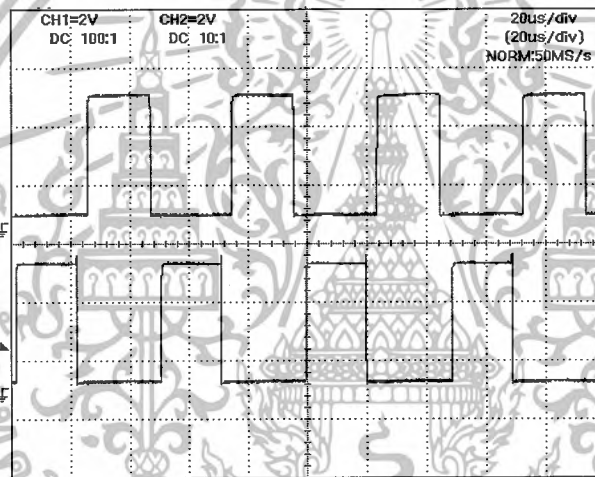 CH1=2V
DC 100:1
CH2=2V
DC 10:1
20us/div
(20us/div)
NORM:50MS/s